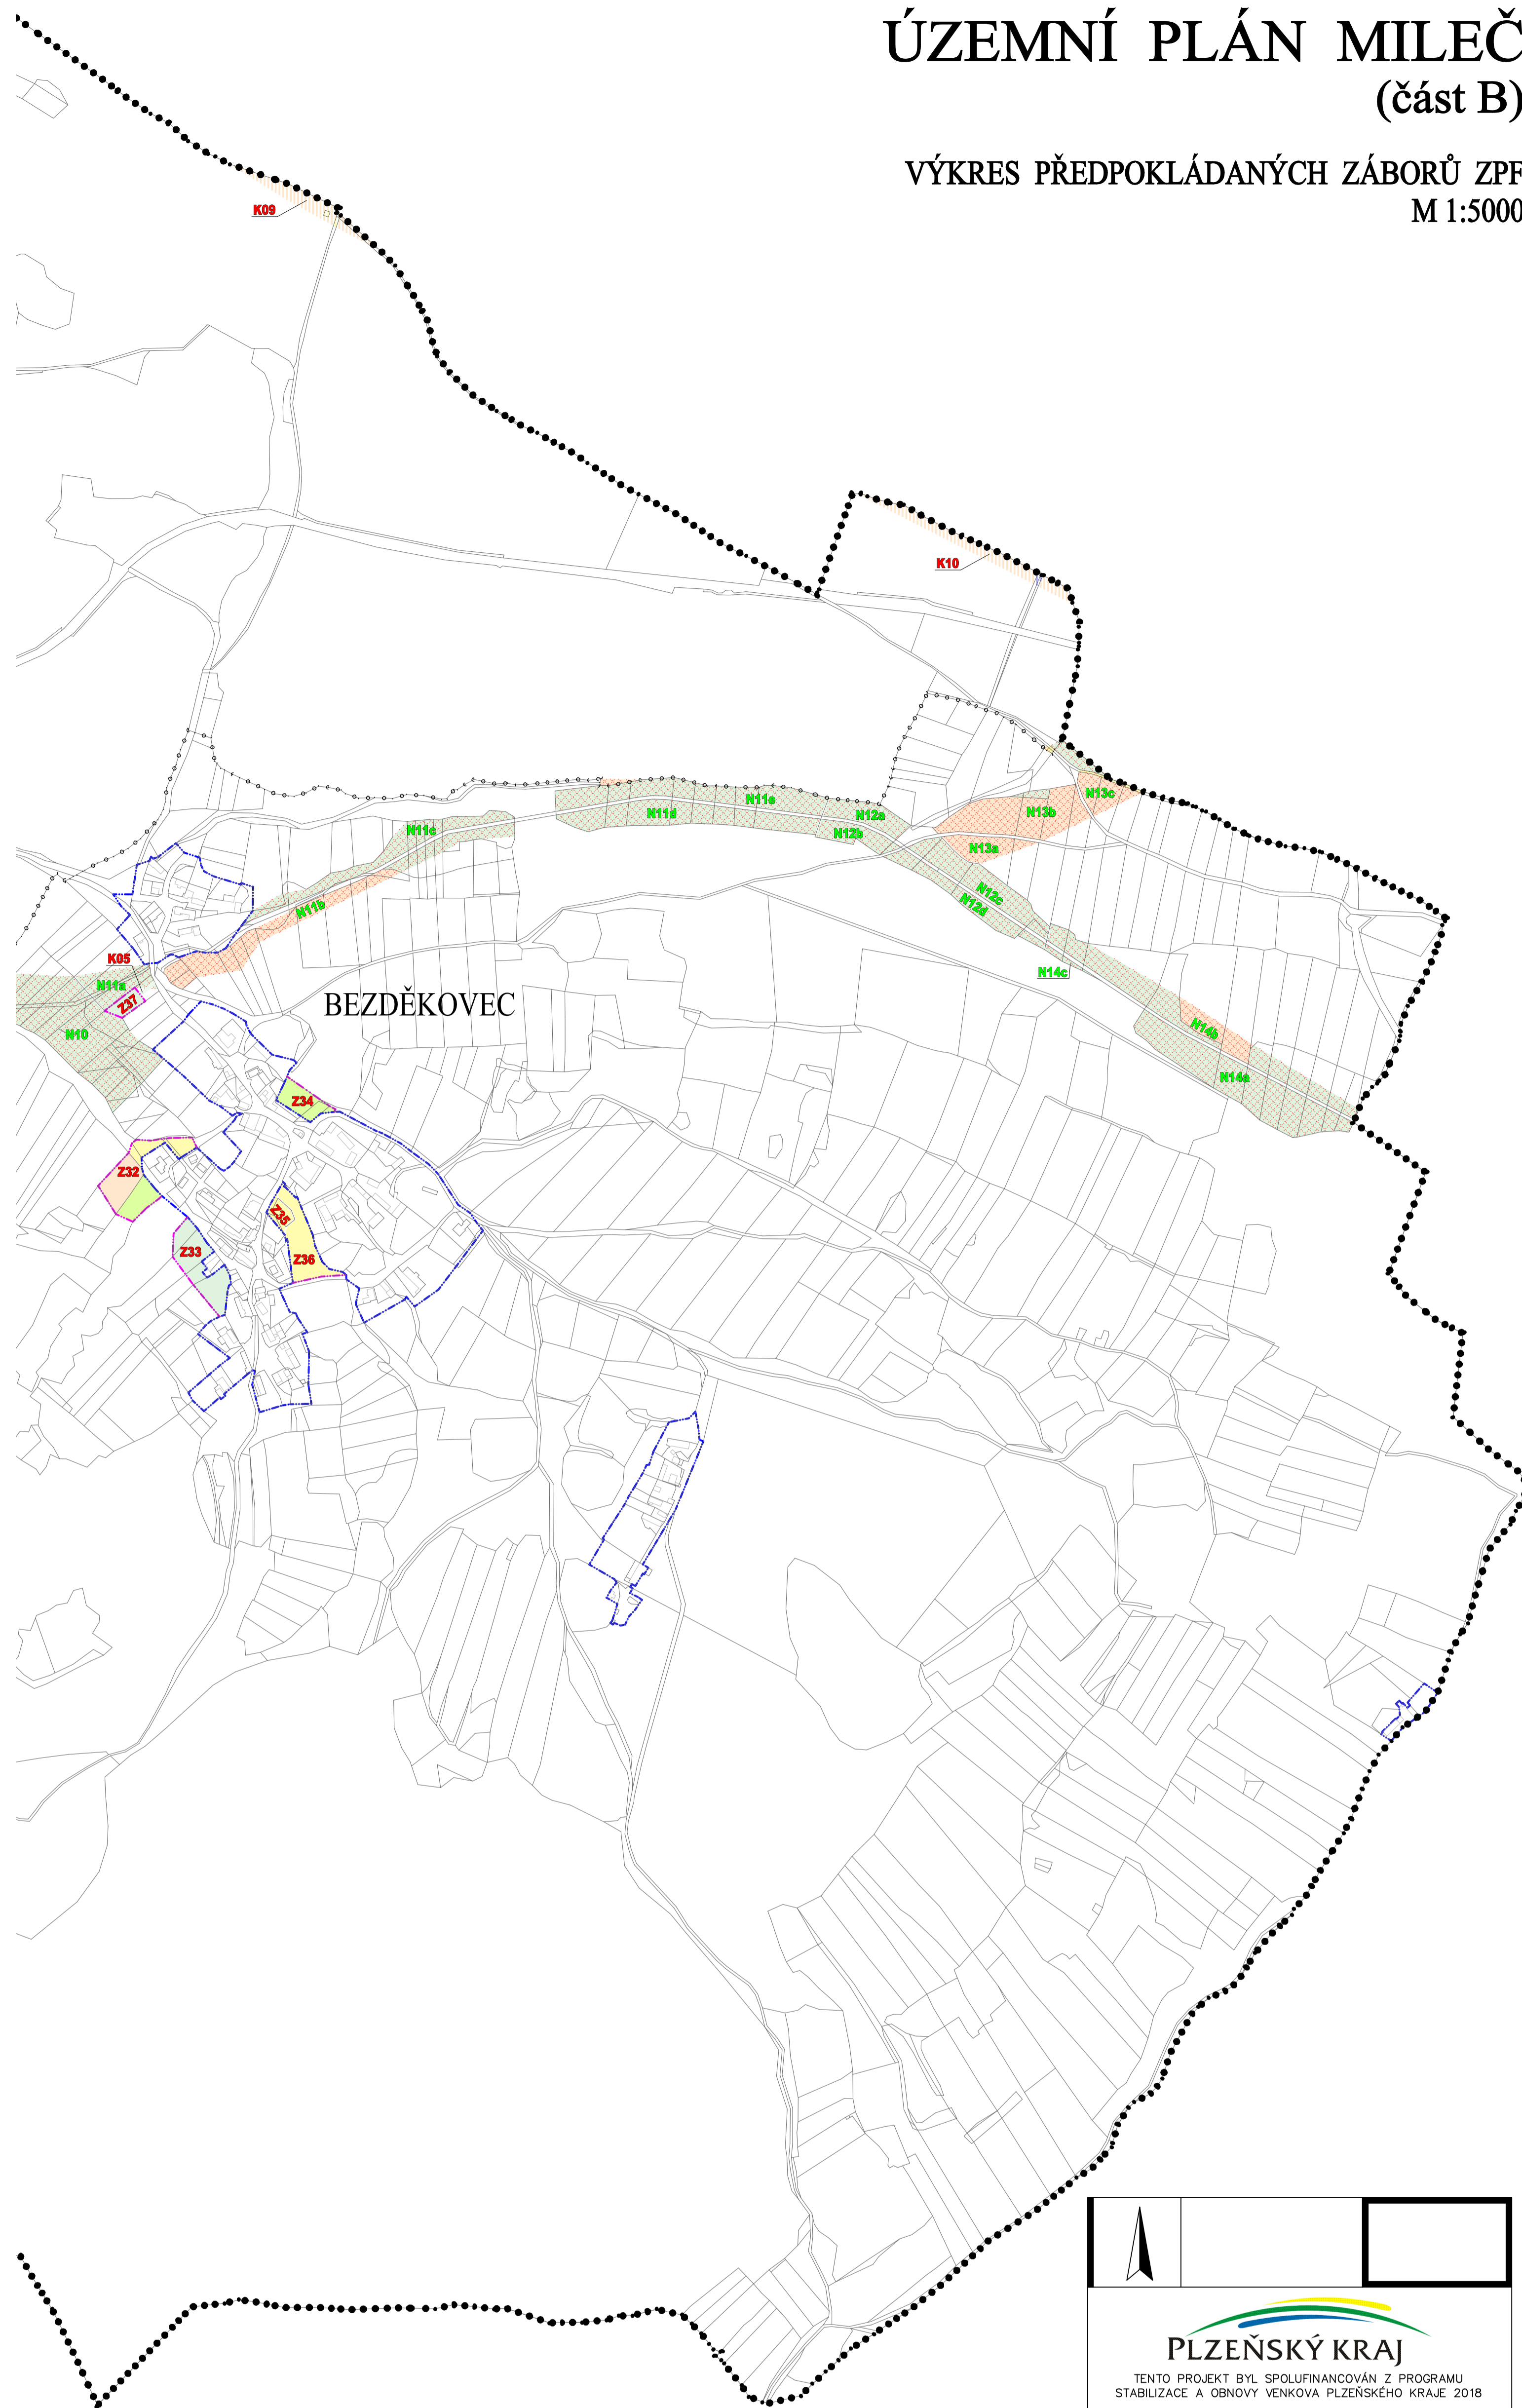 ÚZEMNÍ PLÁN MILEČ
(část B)
VÝKRES PŘEDPOKLÁDANÝCH ZÁBORŮ ZPF
M 1:5000
K09
K10
N13c
N13b
N11e
N11d
N12a
N11c
N12b
N13a
N12c
N11b
N12d
K05
N14c
N11a
Z37
BEZDĚKOVEC
N10
N14b
N14a
Z34
Z32
Z35
Z33
Z36
PLZEŇSKÝ KRAJ
TENTO PROJEKT BYL SPOLUFINANCOVÁN Z PROGRAMU
STABILIZACE A OBNOVY VENKOVA PLZEŇSKÉHO KRAJE 2018